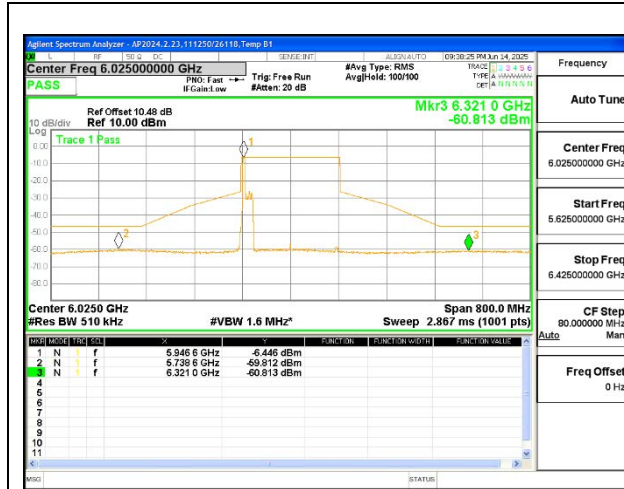 Agilent Spectrum Analyzer - AP2024.2.23,111250/26118,Temp B1
L RF 50 Ω DC SENSE:INT ALIGN AUTO 09:30:25 PM Jun 14, 2025
Center Freq 6.025000000 GHz
PASS
PNO: Fast
IFGain:Low
Trig: Free Run
#Atten: 20 dB
#Avg Type: RMS
Avg|Hold: 100/100
TRACE 1 2 3 4 5 6
TYPE A
DET A N N N N N
Ref Offset 10.48 dB
10 dB/div Ref 10.00 dBm
Mkr3 6.321 0 GHz
-60.813 dBm
Log
Trace 1 Pass
0.00
-10.0
-20.0
-30.0
-40.0
-50.0
-60.0
-70.0
-80.0
1
2
3
Center 6.0250 GHz Span 800.0 MHz
#Res BW 510 kHz #VBW 1.6 MHz* Sweep 2.867 ms (1001 pts)
MKR MODE TRC SCL X Y FUNCTION FUNCTION WIDTH FUNCTION VALUE
1 N 1 f 5.946 6 GHz -6.446 dBm
2 N 1 f 5.738 6 GHz -59.812 dBm
3 N 1 f 6.321 0 GHz -60.813 dBm
4
5
6
7
8
9
10
11
MSG STATUS
Frequency
Auto Tune
Center Freq
6.025000000 GHz
Start Freq
5.625000000 GHz
Stop Freq
6.425000000 GHz
CF Step
80.000000 MHz
Auto Man
Freq Offset
0 Hz